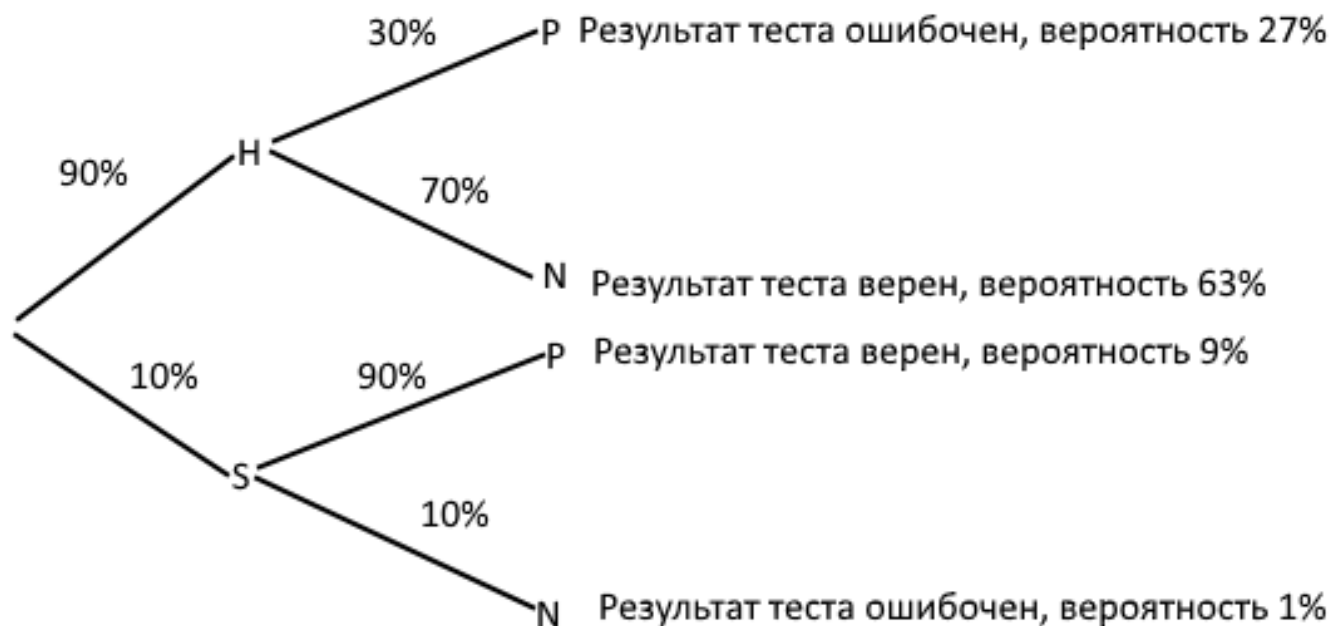 30%
P Результат теста ошибочен, вероятность 27%
H
90%
70%
N Результат теста верен, вероятность 63%
P Результат теста верен, вероятность 9%
10%
90%
S
10%
N Результат теста ошибочен, вероятность 1%